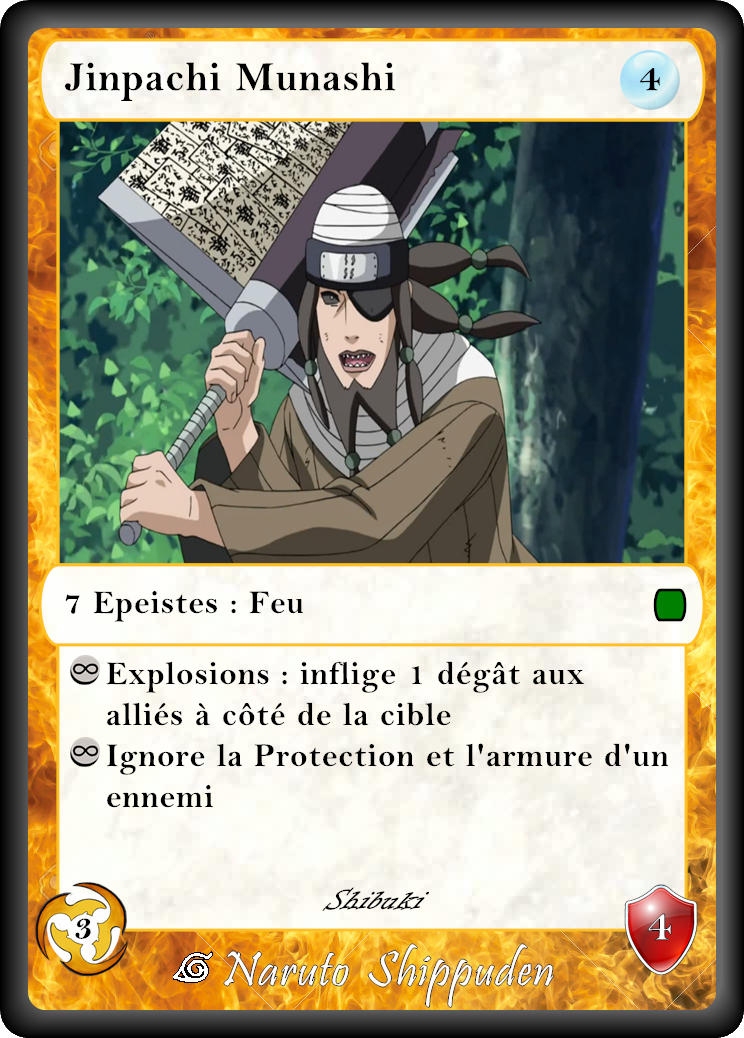 Jinpachi Munashi
4
7 Epeistes : Feu
∞ Explosions : inflige 1 dégât aux
alliés à côté de la cible
∞ Ignore la Protection et l'armure d'un
ennemi
Shibuki
3
4
Naruto Shippuden